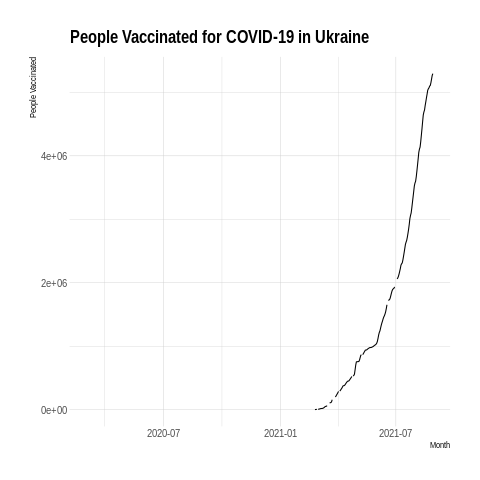 People Vaccinated for COVID-19 in Ukraine
People Vaccinated
4e+06
2e+06
0e+00
2020-07
2021-01
2021-07
Month